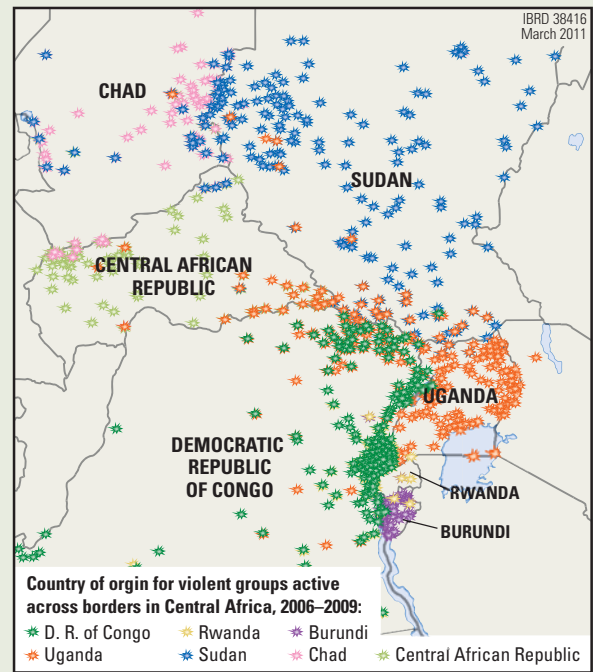 IBRD 38416
March 2011
CHAD
SUDAN
CENTRAL AFRICAN
REPUBLIC
UGANDA
DEMOCRATIC
REPUBLIC
OF CONGO
RWANDA
BURUNDI
Country of orgin for violent groups active
across borders in Central Africa, 2006–2009:
D. R. of Congo Rwanda Burundi
Uganda Sudan Chad Central African Republic